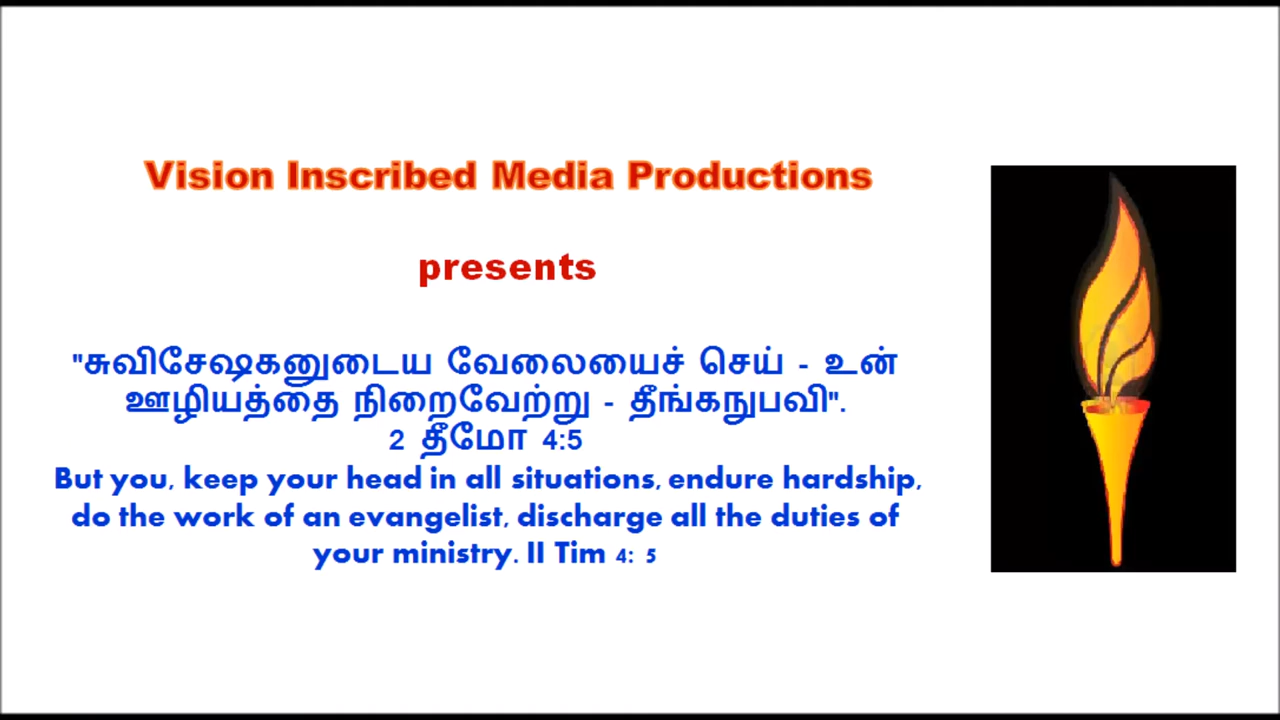 Vision Inscribed Media Productions
presents
"சுவிசேஷகனுடைய வேலையைச் செய் - உன்
ஊழியத்தை நிறைவேற்று - தீங்கநுபவி".
2 தீமோ 4:5
But you, keep your head in all situations, endure hardship,
do the work of an evangelist, discharge all the duties of
your ministry. II Tim 4: 5